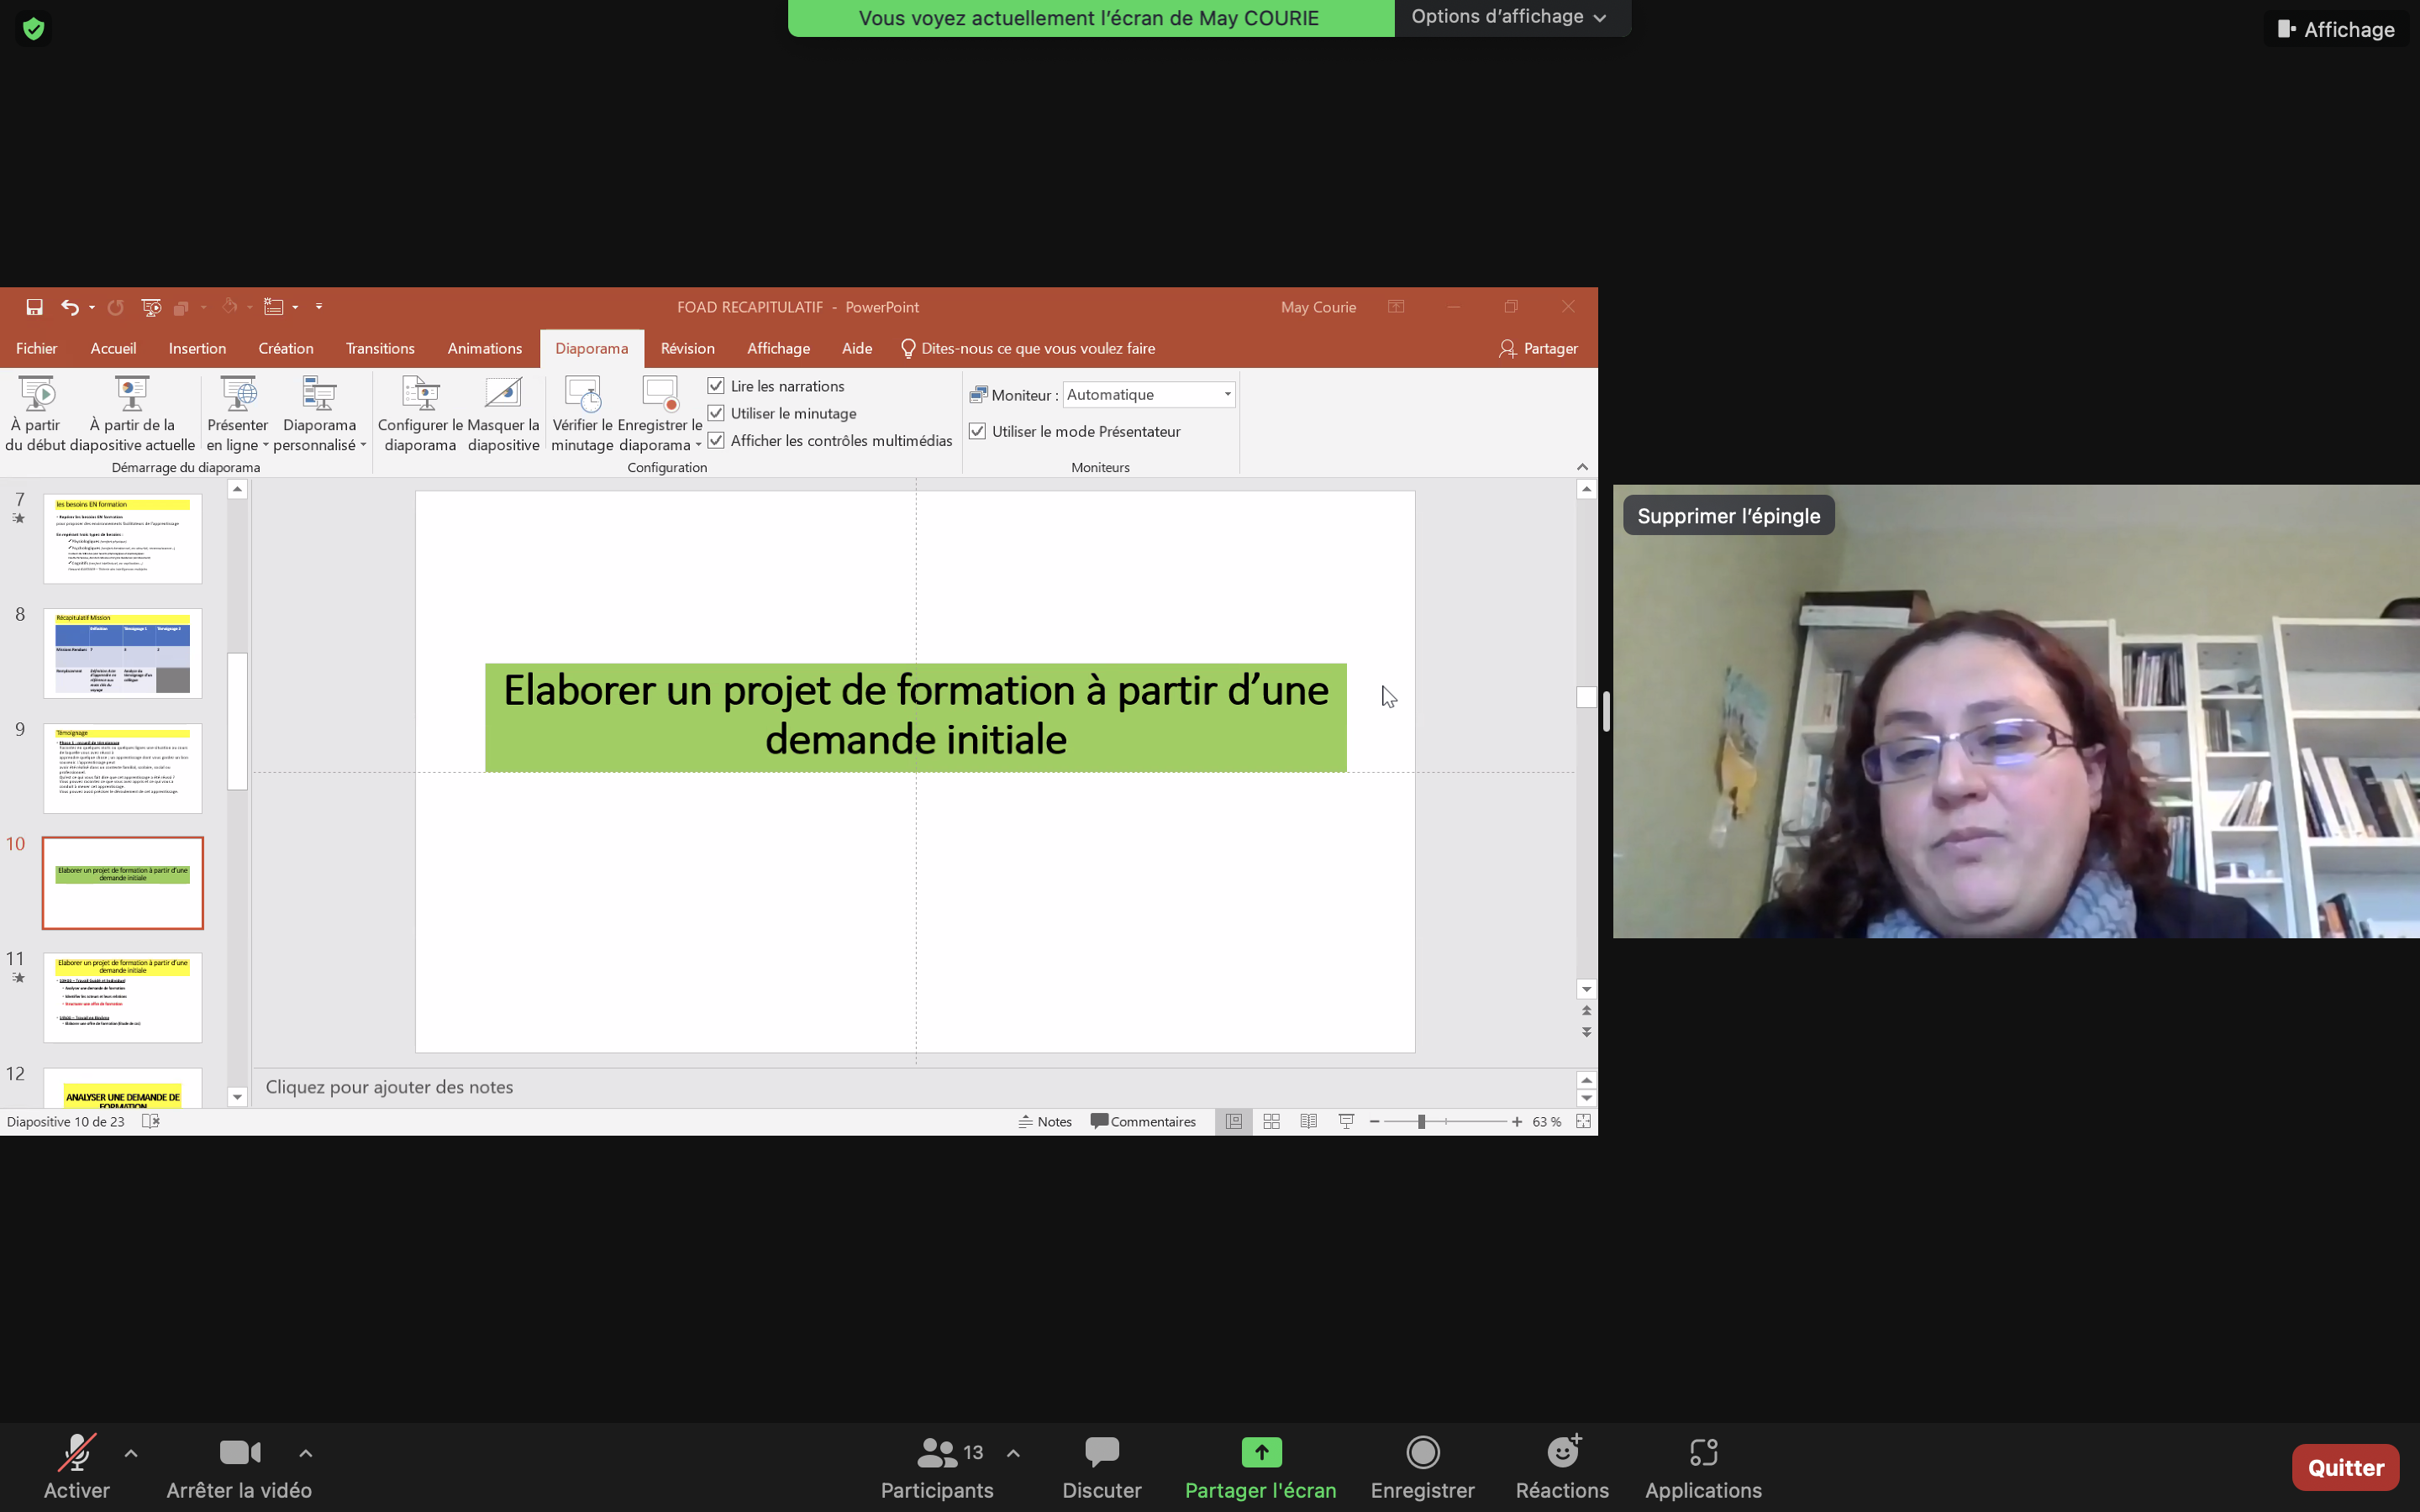 Vous voyez actuellement l'écran de May COURIE
Options d'affichage
Affichage
FOAD RECAPITULATIF - PowerPoint
May Courie
Fichier Accueil Insertion Création Transitions Animations Diaporama Révision Affichage Aide Dites-nous ce que vous voulez faire Partager
À partir du début
À partir de la diapositive actuelle
Présenter en ligne
Diaporama personnalisé
Configurer le diaporama
Masquer la diapositive
Vérifier le minutage
Enregistrer le diaporama
Lire les narrations
Utiliser le minutage
Afficher les contrôles multimédias
Moniteur : Automatique
Utiliser le mode Présentateur
Démarrage du diaporama
Configuration
Moniteurs
7
les besoins EN formation
8
Récapitulatif Mission
9
Témoignage
10
Elaborer un projet de formation à partir d'une
demande initiale
11
Elaborer un projet de formation à partir d'une
demande initiale
12
ANALYSER UNE DEMANDE DE
FORMATION
Elaborer un projet de formation à partir d'une
demande initiale
Supprimer l'épingle
Cliquez pour ajouter des notes
Diapositive 10 de 23
Notes
Commentaires
63 %
Activer
Arrêter la vidéo
13
Participants
Discuter
Partager l'écran
Enregistrer
Réactions
Applications
Quitter